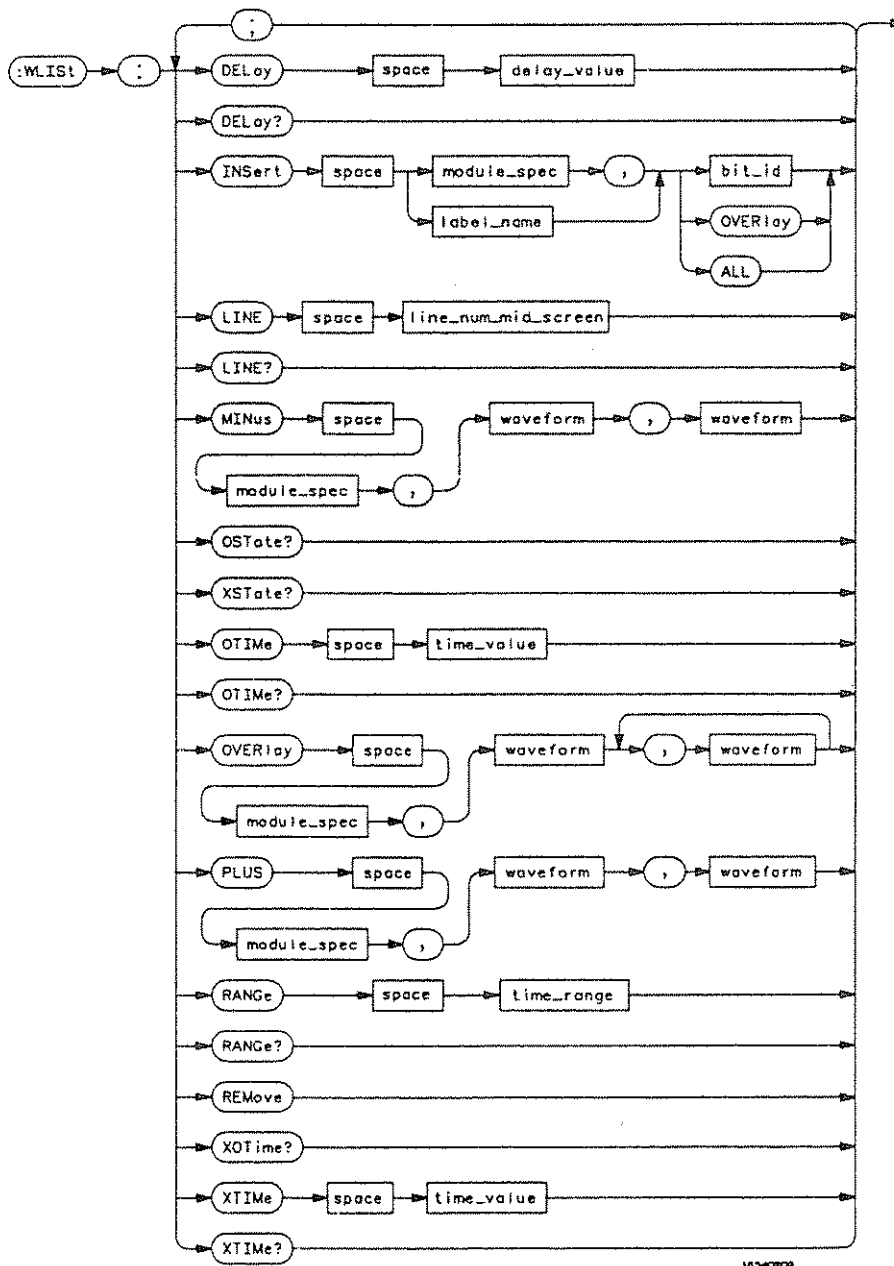 ;
:WLISt :
DELay space delay_value
DELay?
INSert space module_spec , bit_id
label_name OVERlay
ALL
LINE space line_num_mid_screen
LINE?
MINus space waveform , waveform
module_spec ,
OSTate?
XSTate?
OTIMe space time_value
OTIMe?
OVERlay space waveform , waveform
module_spec ,
PLUS space waveform , waveform
module_spec ,
RANGe space time_range
RANGe?
REMove
XOTime?
XTIMe space time_value
XTIMe?